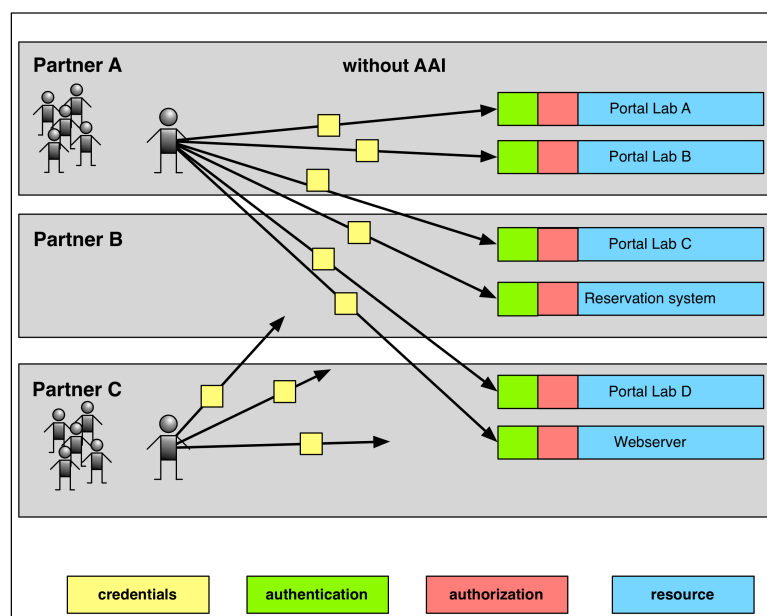 Partner A
without AAI
Portal Lab A
Portal Lab B
Partner B
Portal Lab C
Reservation system
Partner C
Portal Lab D
Webserver
credentials
authentication
authorization
resource